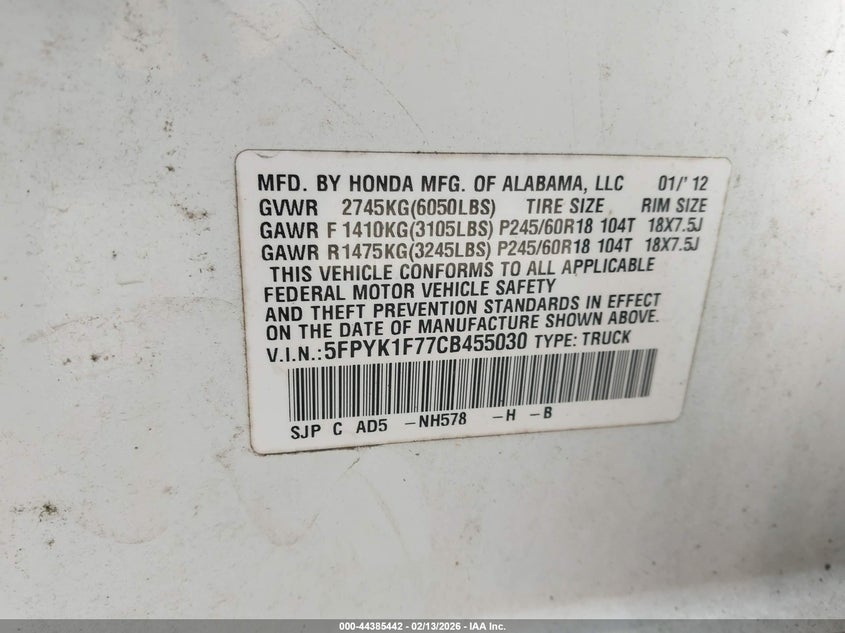 MFD. BY HONDA MFG. OF ALABAMA, LLC 01/'12
GVWR 2745KG(6050LBS) TIRE SIZE RIM SIZE
GAWR F 1410KG(3105LBS) P245/60R18 104T 18X7.5J
GAWR R1475KG(3245LBS) P245/60R18 104T 18X7.5J
THIS VEHICLE CONFORMS TO ALL APPLICABLE
FEDERAL MOTOR VEHICLE SAFETY
AND THEFT PREVENTION STANDARDS IN EFFECT
ON THE DATE OF MANUFACTURE SHOWN ABOVE.
V.I.N.:5FPYK1F77CB455030 TYPE: TRUCK
SJP C AD5 -NH578 -H -B
000-44385442 - 02/13/2026 - IAA Inc.